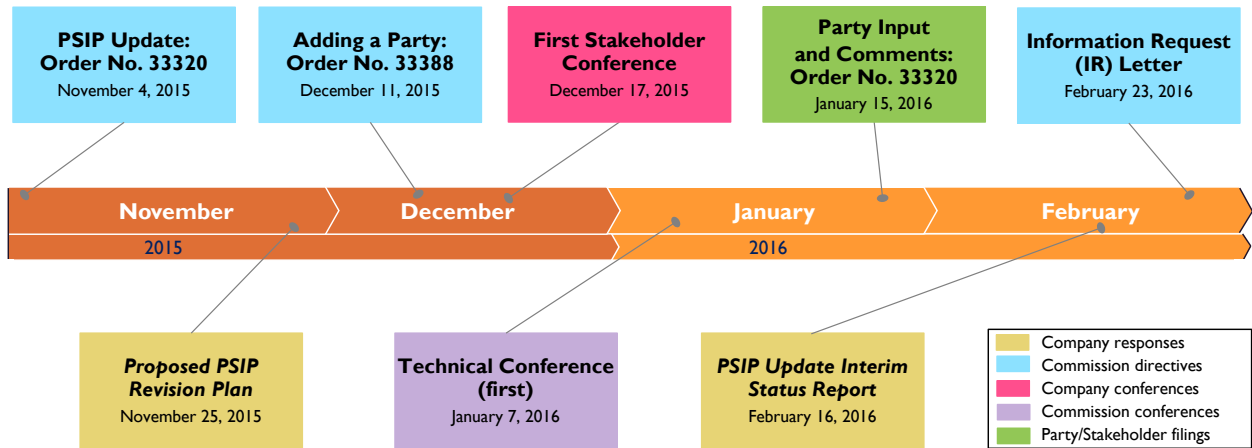 PSIP Update:
Order No. 33320
November 4, 2015
Adding a Party:
Order No. 33388
December 11, 2015
First Stakeholder
Conference
December 17, 2015
Party Input
and Comments:
Order No. 33320
January 15, 2016
Information Request
(IR) Letter
February 23, 2016
November
December
January
February
2015
2016
Proposed PSIP
Revision Plan
November 25, 2015
Technical Conference
(first)
January 7, 2016
PSIP Update Interim
Status Report
February 16, 2016
Company responses
Commission directives
Company conferences
Commission conferences
Party/Stakeholder filings